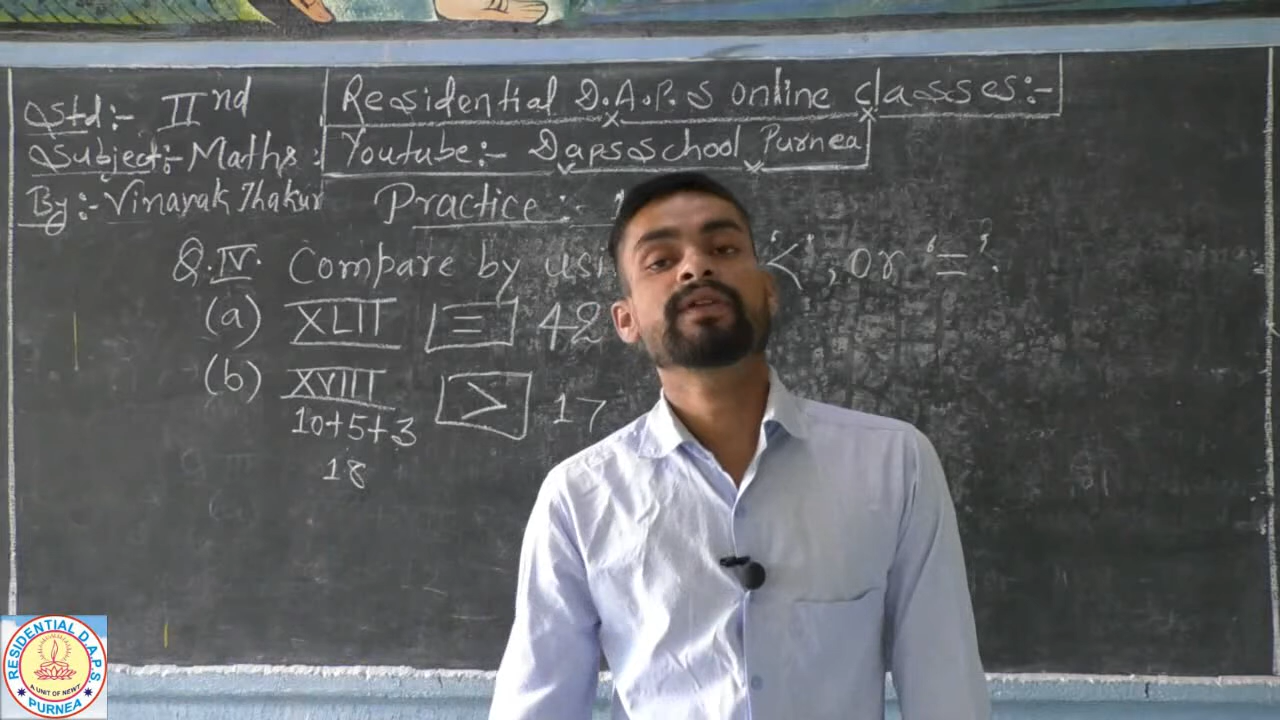 Std:- IInd
Residential D.A.P.S online classes:-
Subject:- Maths:
Youtube:- Dapsschool Purnea
By:- Vinayak Thakur
Practice:-
Q.IV. Compare by usi '<', or '='.
(a) XLII = 42
(b) XVIII > 17
10+5+3
18
RESIDENTIAL D.A.P.S
PURNEA